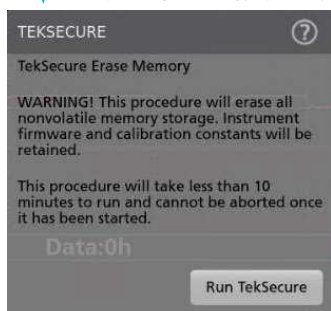 TEKSECURE ?
TekSecure Erase Memory
WARNING! This procedure will erase all
nonvolatile memory storage. Instrument
firmware and calibration constants will be
retained.
This procedure will take less than 10
minutes to run and cannot be aborted once
it has been started.
Data:0h
Run TekSecure